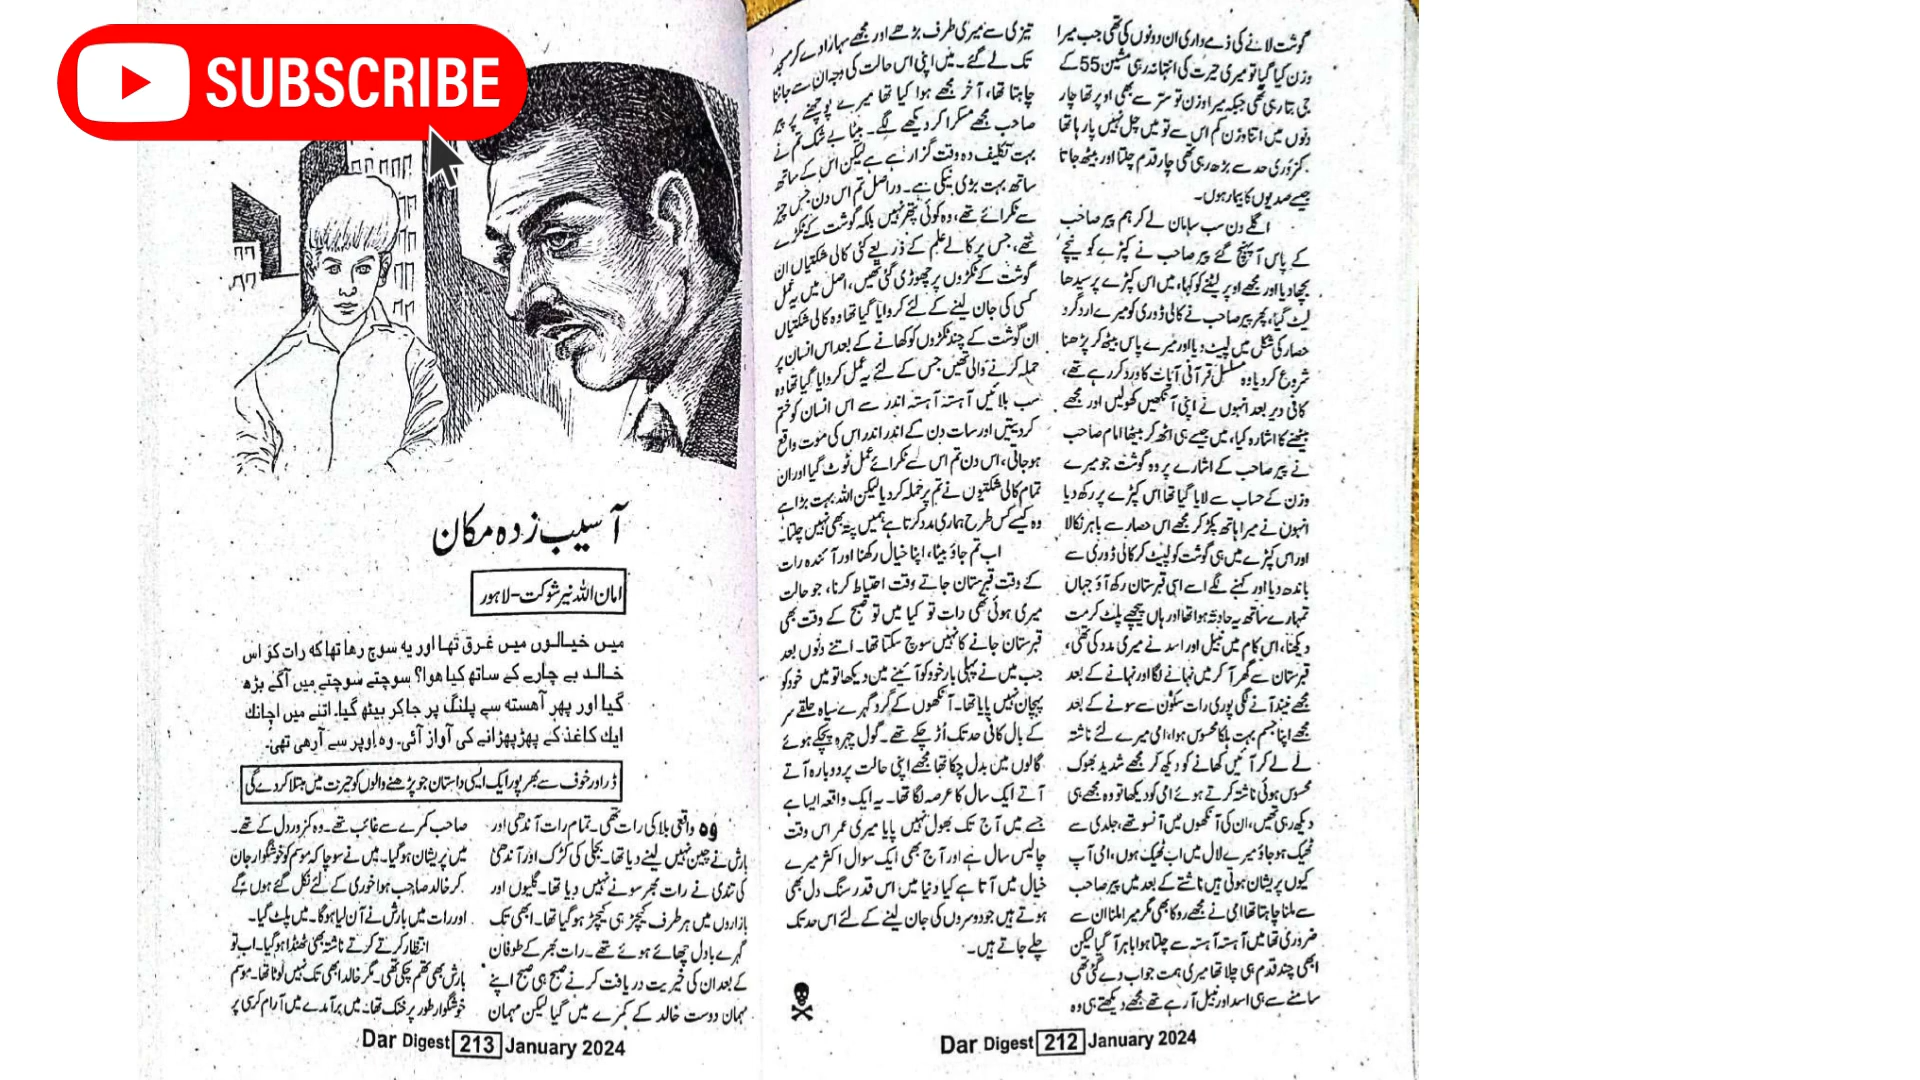 SUBSCRIBE
گوشت لانے کی ذمے داری ان دونوں کی تھی جب میرا
وزن کیا گیا تو میری حیرت کی انتہا نہ رہی مشین 55 کے
جی بتا رہی تھی جبکہ میرا وزن تو ستر سے بھی اوپر تھا چار
دنوں میں اتنا وزن کم اس سے تو میں چل نہیں پا رہا تھا
کمزوری حد سے بڑھ رہی تھی چار قدم چلتا اور بیٹھ جاتا
جیسے صدیوں کا بیمار ہوں۔
اگلے دن سب سامان لے کر ہم پیر صاحب
کے پاس آ پہنچ گئے پیر صاحب نے کپڑے کو نیچے
بچھا دیا اور مجھے اوپر لیٹنے کو کہا، میں اس کپڑے پر سیدھا
لیٹ گیا، پھر پیر صاحب نے کالی ڈوری کو میرے ارد گرد
حصار کی شکل میں لپیٹ دیا اور میرے پاس بیٹھ کر پڑھنا
شروع کر دیا وہ مسلسل قرآنی آیات کا ورد کر رہے تھے،
کافی دیر بعد انہوں نے اپنی آنکھیں کھولیں اور مجھے
بیٹھنے کا اشارہ کیا، میں جیسے ہی اٹھ کر بیٹھا امام صاحب
نے پیر صاحب کے اشارے پر وہ گوشت جو میرے
وزن کے حساب سے لایا گیا تھا اس کپڑے پر رکھ دیا
انہوں نے میرا ہاتھ پکڑ کر مجھے اس حصار سے باہر نکالا
اور اس کپڑے میں ہی گوشت کو لپیٹ کر کالی ڈوری سے
باندھ دیا اور کہنے لگے اسے اسی قبرستان رکھ آؤ جہاں
تمہارے ساتھ یہ حادثہ ہوا تھا اور ہاں پیچھے پلٹ کر مت
دیکھنا، اس کام میں نبیل اور اسد نے میری مدد کی تھی،
قبرستان سے گھر آ کر میں نہانے لگا اور نہانے کے بعد
مجھے نیند آنے لگی پوری رات سکون سے سونے کے بعد
مجھے اپنا جسم بہت ہلکا محسوس ہوا، امی میرے لئے ناشتہ
لے کر آئیں کھانے کو دیکھ کر مجھے شدید بھوک
محسوس ہوئی ناشتہ کرتے ہوئے امی کو دیکھا تو وہ مجھے ہی
دیکھ رہی تھیں، ان کی آنکھوں میں آنسو تھے، جلدی سے
ٹھیک ہو جاؤ میرے لال میں اب ٹھیک ہوں، امی آپ
کیوں پریشان ہوتی ہیں ناشتے کے بعد میں پیر صاحب
سے ملنا چاہتا تھا امی نے مجھے روکا بھی مگر میرا ملنا ان سے
ضروری تھا میں آہستہ آہستہ سے چلتا ہوا باہر آ گیا لیکن
ابھی چند قدم ہی چلا تھا میری ہمت جواب دے گئی تھی
سامنے سے ہی اسد اور نبیل آ رہے تھے مجھے دیکھتے ہی وہ
تیزی سے میری طرف بڑھے اور مجھے سہارا دے کر مسجد
تک لے گئے۔ میں اپنی اس حالت کی وجہ ان سے جاننا
چاہتا تھا، آخر مجھے ہوا کیا تھا میرے پوچھنے پر پیر
صاحب مجھے مسکرا کر دیکھنے لگے۔ بیٹا بے شک تم نے
بہت تکلیف دہ وقت گزارا ہے لیکن اس کے ساتھ
ساتھ بہت بڑی نیکی ہے۔ دراصل تم اس دن جس چیز
سے ٹکرائے تھے، وہ کوئی پتھر نہیں بلکہ گوشت کے ٹکڑے
تھے، جس پر کالے علم کے ذریعے کئی کالی شکتیاں ان
گوشت کے ٹکڑوں پر چھوڑی گئی تھیں، اصل میں یہ عمل
کسی کی جان لینے کے لئے کروایا گیا تھا وہ کالی شکتیاں
ان گوشت کے چند ٹکڑوں کو کھانے کے بعد اس انسان پر
حملہ کرنے والی تھیں جس کے لئے یہ عمل کروایا گیا تھا وہ
سب بلائیں آہستہ آہستہ اندر سے اس انسان کو ختم
کر دیتیں اور سات دن کے اندر اندر اس کی موت واقع
ہو جاتی، اس دن تم اس سے ٹکرائے عمل ٹوٹ گیا اور ان
تمام کالی شکتیوں نے تم پر حملہ کر دیا لیکن اللہ بہت بڑا ہے
وہ کیسے کس طرح ہماری مدد کرتا ہے ہمیں پتہ بھی نہیں چلتا۔
اب تم جاؤ بیٹا، اپنا خیال رکھنا اور آئندہ رات
کے وقت قبرستان جاتے وقت احتیاط کرنا، جو حالت
میری ہوئی تھی رات تو کیا میں تو صبح کے وقت بھی
قبرستان جانے کا نہیں سوچ سکتا تھا۔ اتنے دنوں بعد
جب میں نے پہلی بار خود کو آئینے میں دیکھا تو میں خود کو
پہچان نہیں پایا تھا۔ آنکھوں کے گرد گہرے سیاہ حلقے سر
کے بال کافی حد تک اُڑ چکے تھے۔ گول چہرہ پچکے ہوئے
گالوں میں بدل چکا تھا مجھے اپنی حالت پر دوبارہ آتے
آتے ایک سال کا عرصہ لگا تھا۔ یہ ایک واقعہ ایسا ہے
جسے میں آج تک بھول نہیں پایا میری عمر اس وقت
چالیس سال ہے اور آج بھی ایک سوال اکثر میرے
خیال میں آتا ہے کیا دنیا میں اس قدر سنگ دل بھی
ہوتے ہیں جو دوسروں کی جان لینے کے لئے اس حد تک
چلے جاتے ہیں۔
Dar Digest 212 January 2024
آسیب زدہ مکان
امان اللہ نیر شوکت-لاہور
میں خیالوں میں غرق تھا اور یہ سوچ رھا تھا کہ رات کو اس
خالد بے چارے کے ساتھ کیا ھوا؟ سوچتے سوچتے میں آگے بڑھ
گیا اور پھر آھستہ سے پلنگ پر جا کر بیٹھ گیا۔ اتنے میں اچانك
ایك کاغذ کے پھڑپھڑانے کی آواز آئی۔ وہ اوپر سے آرھی تھی۔
ڈر اور خوف سے بھر پور ایک ایسی داستان جو پڑھنے والوں کو حیرت میں مبتلا کر دے گی
وہ واقعی بلا کی رات تھی۔ تمام رات آندھی اور
بارش نے چین نہیں لینے دیا تھا۔ بجلی کی کڑک اور آندھی
کی تندی نے رات بھر سونے نہیں دیا تھا۔ گلیوں اور
بازاروں میں ہر طرف کیچڑ ہی کیچڑ ہو گیا تھا۔ ابھی تک
گہرے بادل چھائے ہوئے تھے۔ رات بھر کے طوفان
کے بعد ان کی خیریت دریافت کرنے صبح ہی صبح اپنے
مہمان دوست خالد کے کمرے میں گیا لیکن مہمان
صاحب کمرے سے غائب تھے۔ وہ کمزور دل کے تھے۔
میں پریشان ہو گیا۔ میں نے سوچا کہ موسم کو خوشگوار جان
کر خالد صاحب ہوا خوری کے لئے نکل گئے ہوں گے
اور رات میں بارش نے آن لیا ہوگا۔ میں پلٹ گیا۔
انتظار کرتے کرتے ناشتہ بھی ٹھنڈا ہو گیا۔ اب تو
بارش بھی تھم چکی تھی۔ مگر خالد ابھی تک نہیں لوٹا تھا۔ موسم
خوشگوار طور پر خنک تھا۔ میں برآمدے میں آرام کرسی پر
Dar Digest 213 January 2024